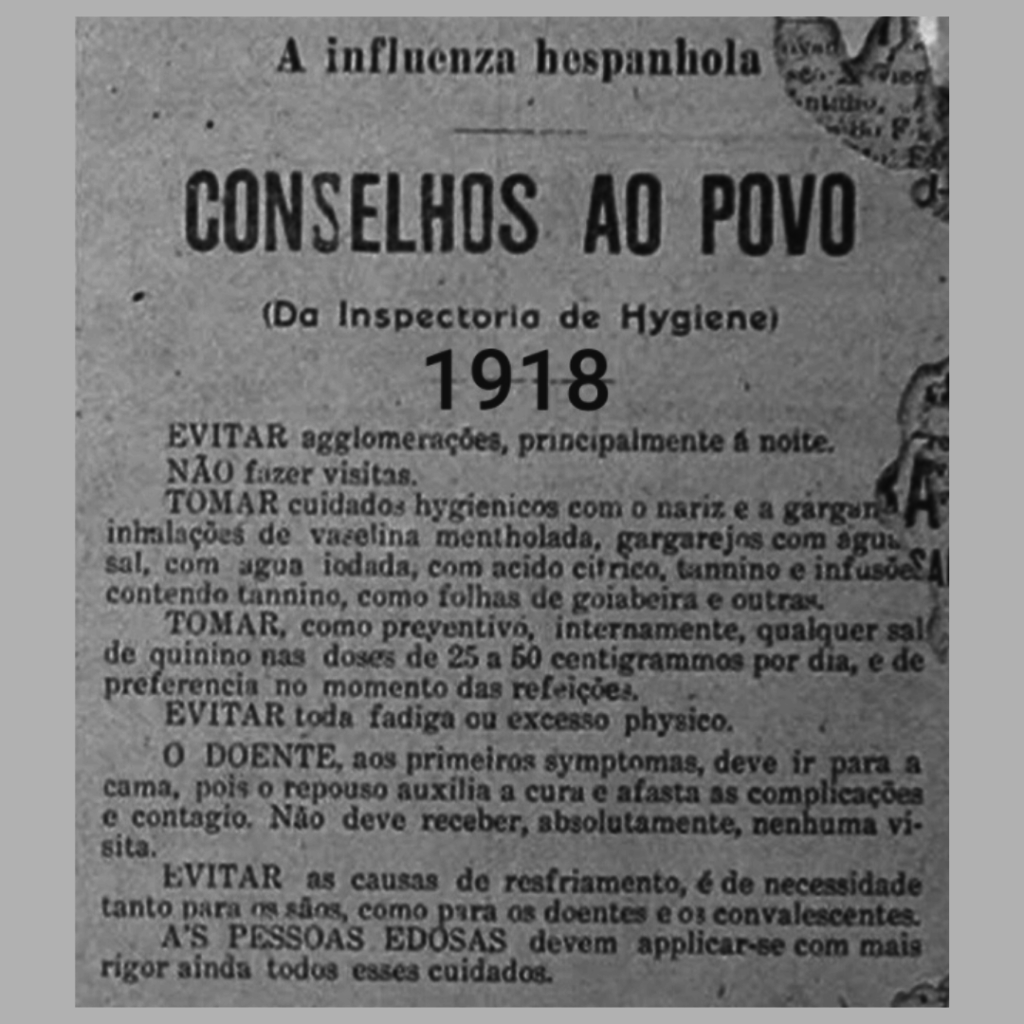 A influenza hespanhola
CONSELHOS AO POVO
(Da Inspectoria de Hygiene)
1918
EVITAR agglomerações, principalmente á noite.
NÃO fazer visitas.
TOMAR cuidados hygienicos com o nariz e a
inhalações de vaselina mentholada, gargarejos com
sal, com agua iodada, com acido citrico, tannino e
contendo tannino, como folhas de goiabeira e outras.
TOMAR, como preventivo, internamente, qualquer sal
de quinino nas doses de 25 a 50 centigrammos por dia, e de
preferencia no momento das refeições.
EVITAR toda fadiga ou excesso physico.
O DOENTE, aos primeiros symptomas, deve ir para a
cama, pois o repouso auxilia a cura e afasta as complicações
e contagio. Não deve receber, absolutamente, nenhuma vi-
sita.
EVITAR as causas de resfriamento, é de necessidade
tanto para os sãos, como para os doentes e os convalescentes.
A'S PESSOAS EDOSAS devem applicar-se com mais
rigor ainda todos esses cuidados.